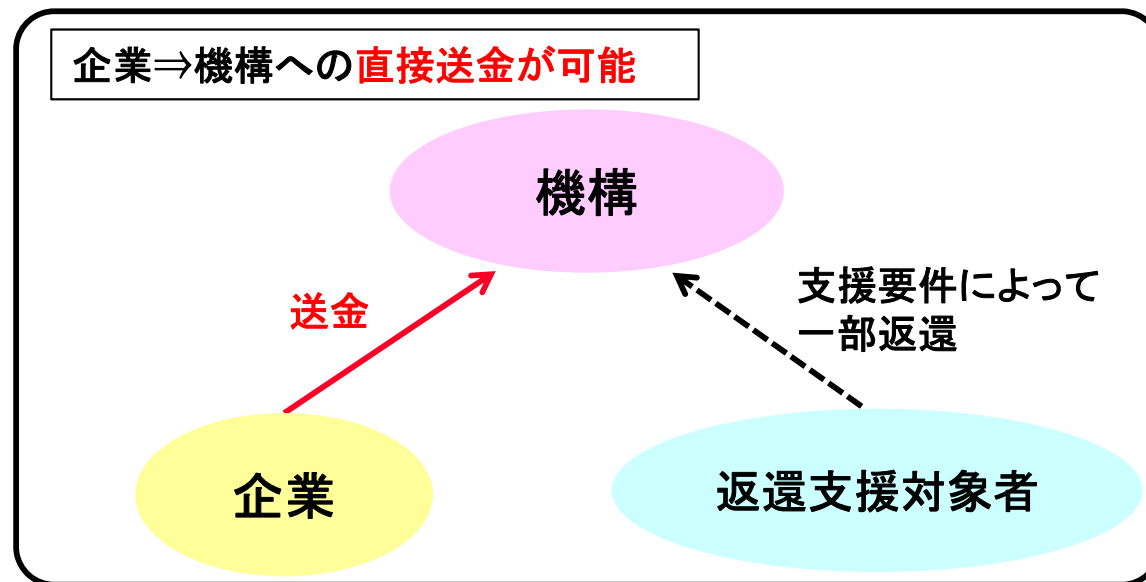 企業⇒機構への直接送金が可能
機構
送金
支援要件によって
一部返還
企業
返還支援対象者